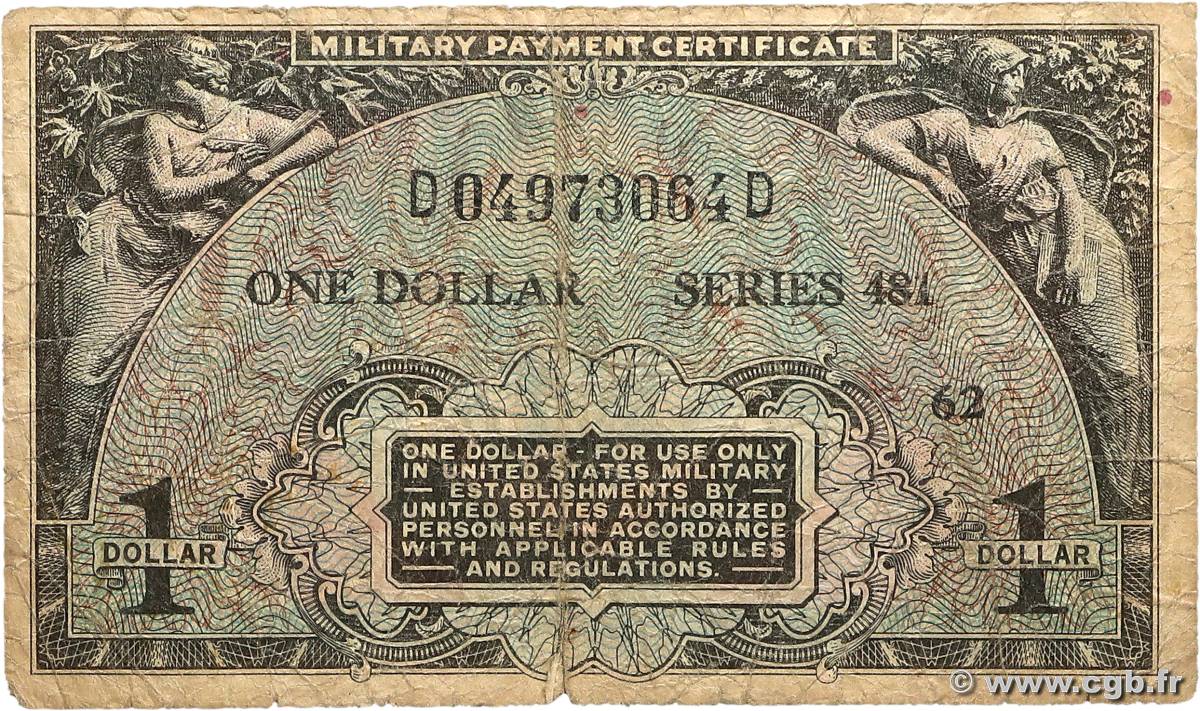 MILITARY PAYMENT CERTIFICATE
D04973064D
ONE DOLLAR SERIES 481
62
ONE DOLLAR - FOR USE ONLY
IN UNITED STATES MILITARY
ESTABLISHMENTS BY
UNITED STATES AUTHORIZED
PERSONNEL IN ACCORDANCE
WITH APPLICABLE RULES
AND REGULATIONS.
1 DOLLAR
1 DOLLAR
© www.cgb.fr